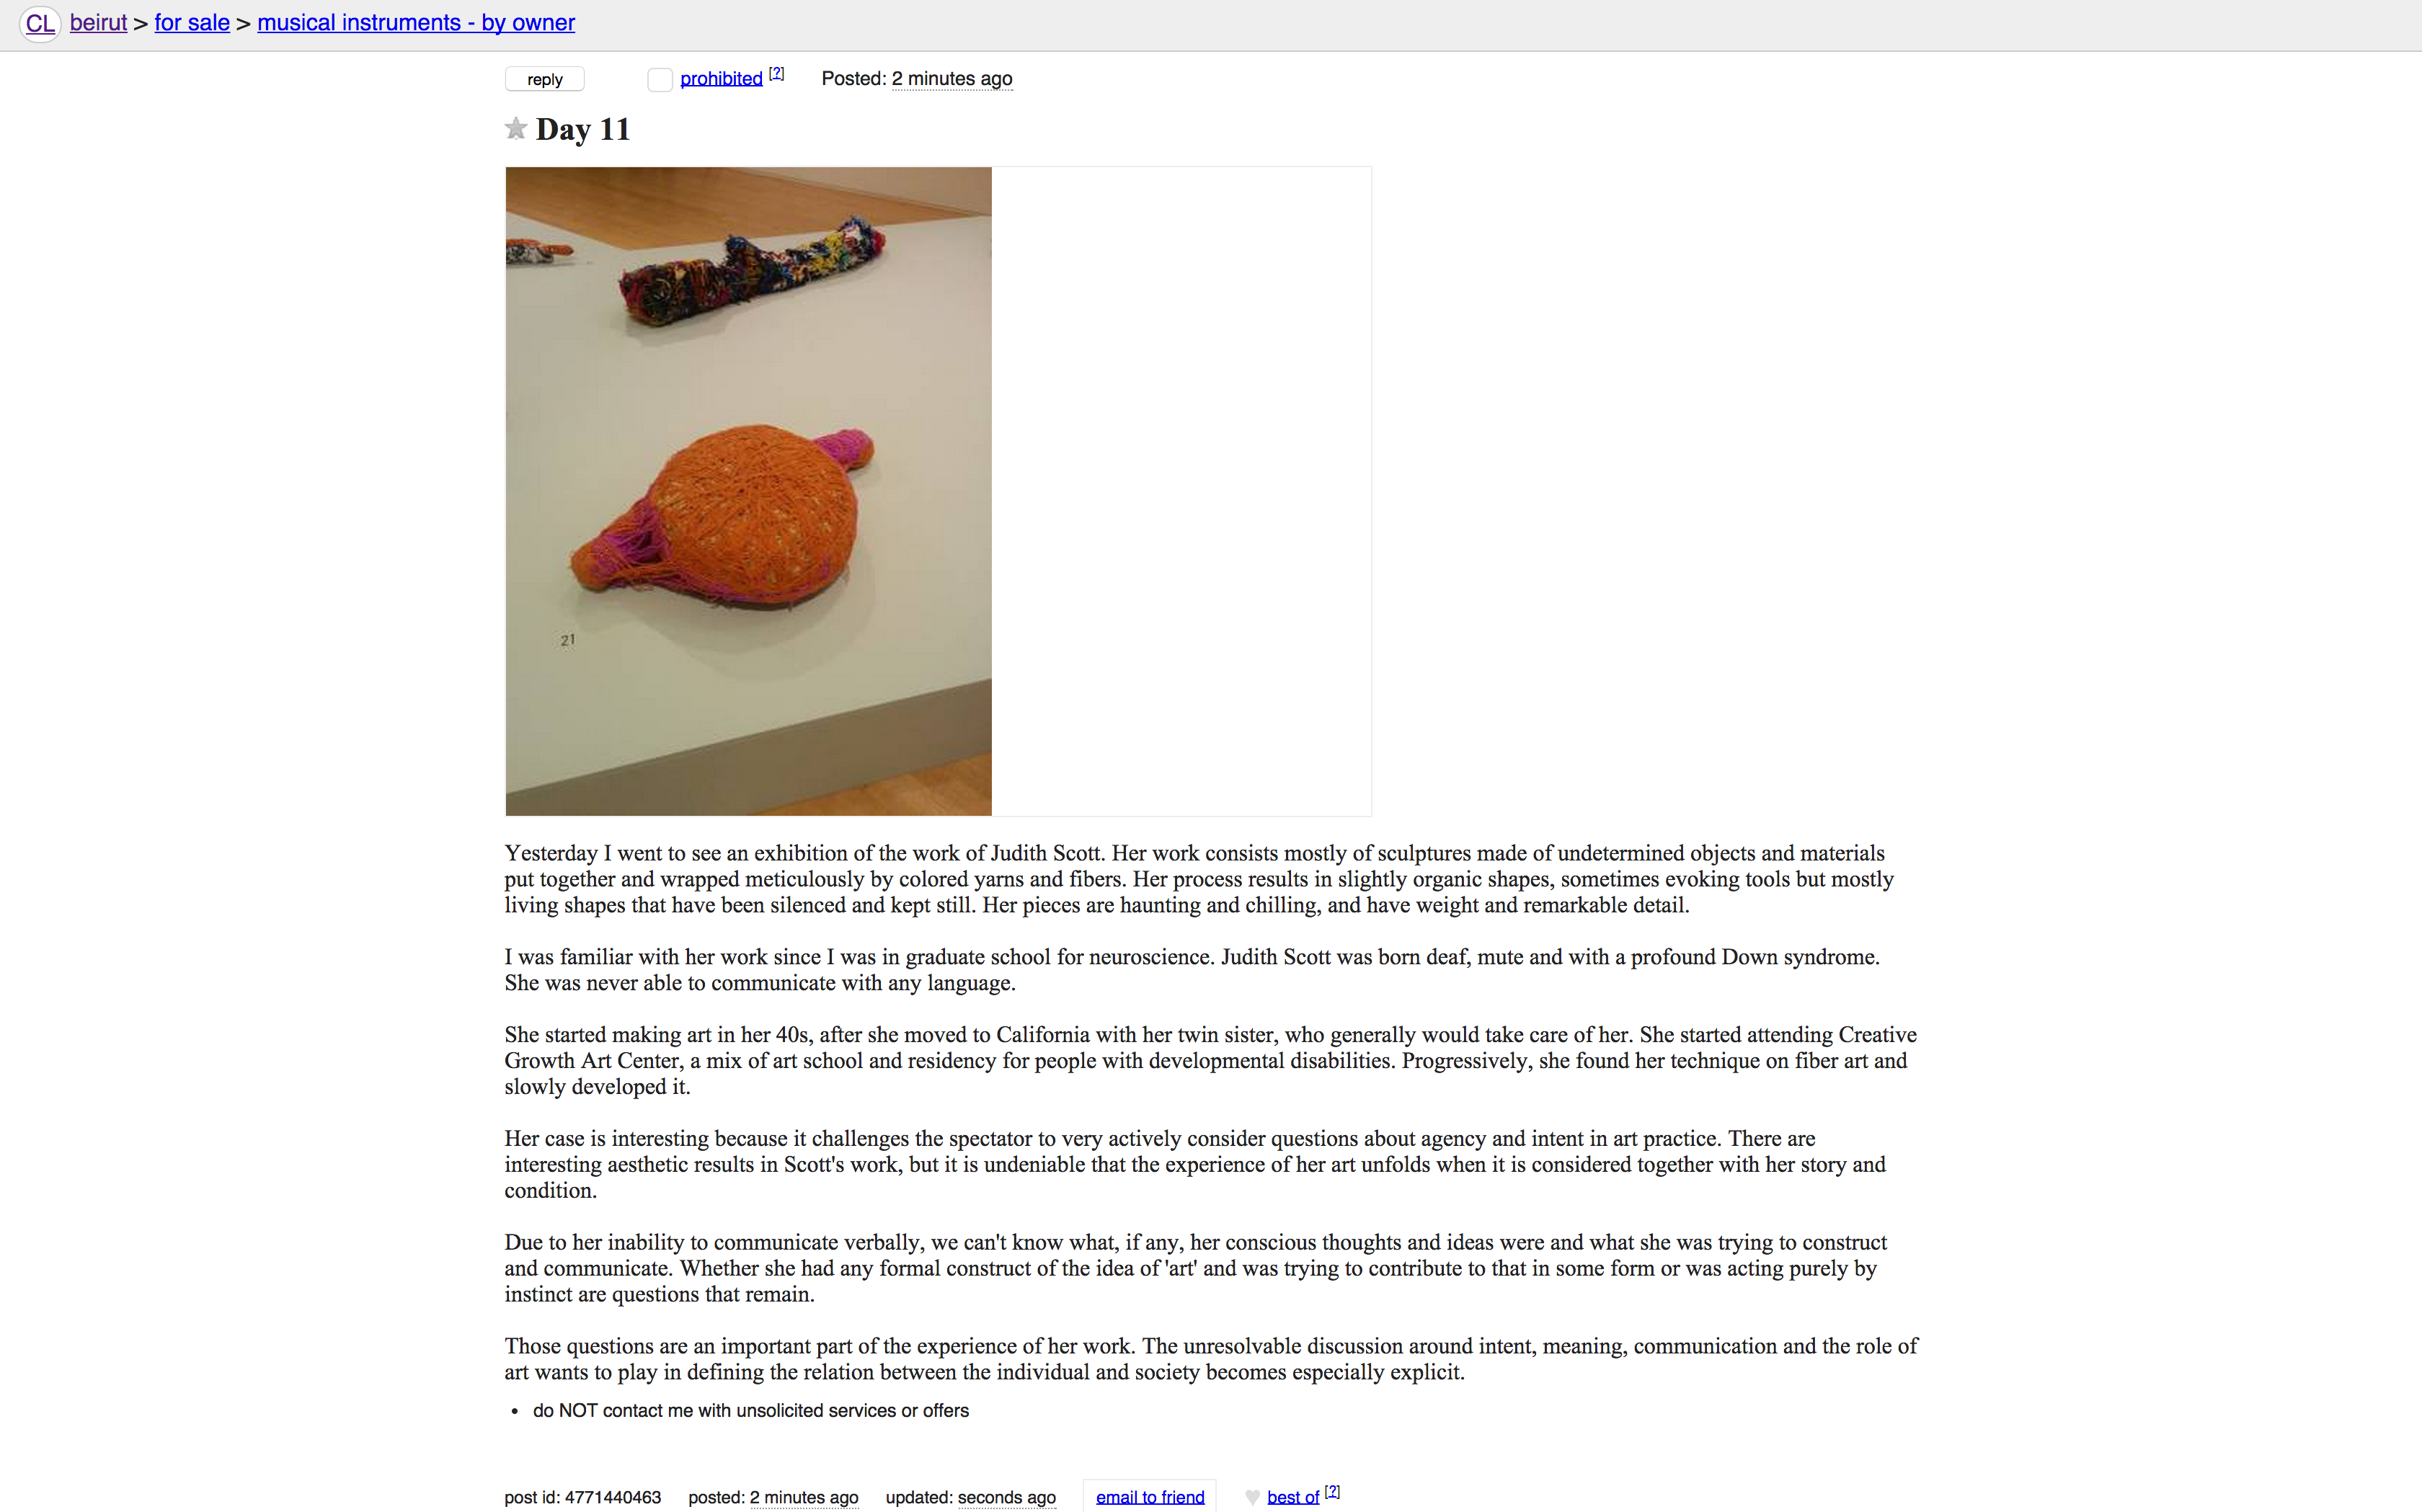 CL beirut > for sale > musical instruments - by owner
reply prohibited [?] Posted: 2 minutes ago
Day 11
21
Yesterday I went to see an exhibition of the work of Judith Scott. Her work consists mostly of sculptures made of undetermined objects and materials
put together and wrapped meticulously by colored yarns and fibers. Her process results in slightly organic shapes, sometimes evoking tools but mostly
living shapes that have been silenced and kept still. Her pieces are haunting and chilling, and have weight and remarkable detail.
I was familiar with her work since I was in graduate school for neuroscience. Judith Scott was born deaf, mute and with a profound Down syndrome.
She was never able to communicate with any language.
She started making art in her 40s, after she moved to California with her twin sister, who generally would take care of her. She started attending Creative
Growth Art Center, a mix of art school and residency for people with developmental disabilities. Progressively, she found her technique on fiber art and
slowly developed it.
Her case is interesting because it challenges the spectator to very actively consider questions about agency and intent in art practice. There are
interesting aesthetic results in Scott's work, but it is undeniable that the experience of her art unfolds when it is considered together with her story and
condition.
Due to her inability to communicate verbally, we can't know what, if any, her conscious thoughts and ideas were and what she was trying to construct
and communicate. Whether she had any formal construct of the idea of 'art' and was trying to contribute to that in some form or was acting purely by
instinct are questions that remain.
Those questions are an important part of the experience of her work. The unresolvable discussion around intent, meaning, communication and the role of
art wants to play in defining the relation between the individual and society becomes especially explicit.
• do NOT contact me with unsolicited services or offers
post id: 4771440463 posted: 2 minutes ago updated: seconds ago email to friend best of [?]